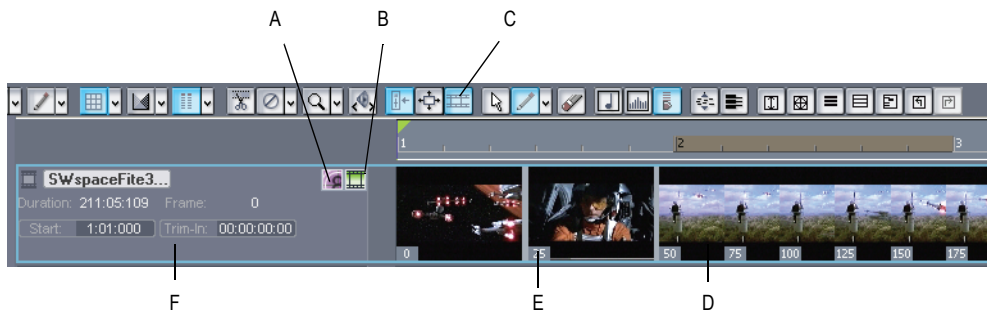 A B C
1 2 3
SWspaceFite3...
Duration: 211:05:109 Frame: 0
Start: 1:01:000 Trim-In: 00:00:00:00
0 25 50 75 100 125 150 175
F E D